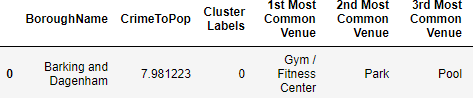 BoroughName CrimeToPop Cluster Labels 1st Most Common Venue 2nd Most Common Venue 3rd Most Common Venue
0 Barking and Dagenham 7.981223 0 Gym / Fitness Center Park Pool